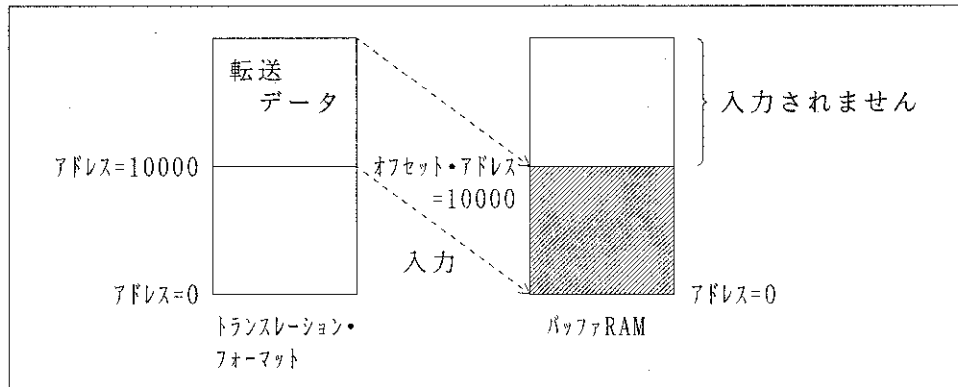 転送
データ
入力されません
アドレス=10000
オフセット・アドレス
=10000
入力
アドレス=0
アドレス=0
トランスレーション・
フォーマット
バッファRAM